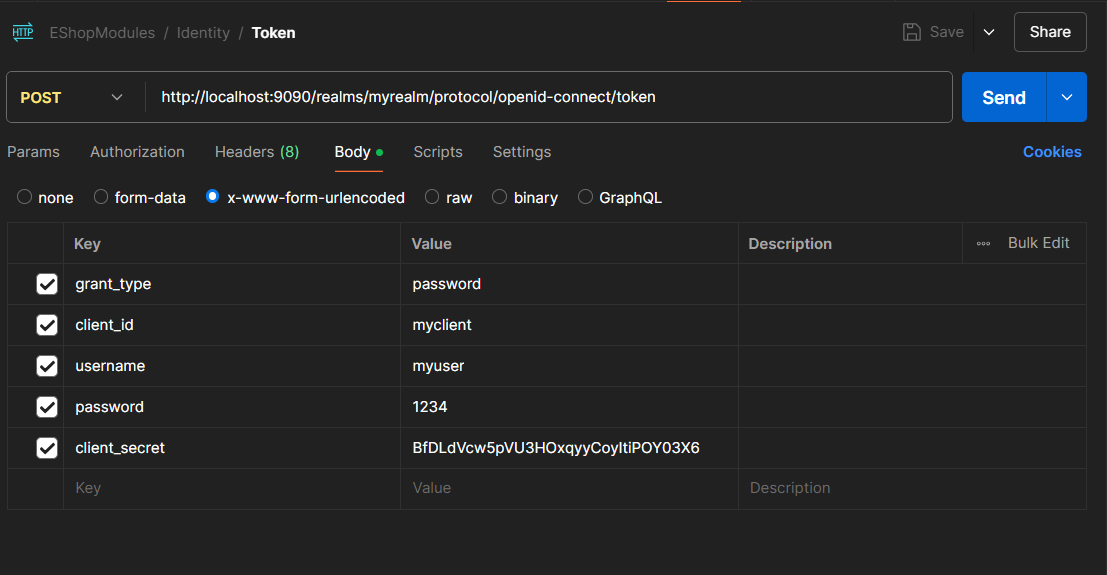 HTTP EShopModules / Identity / Token Save Share
POST http://localhost:9090/realms/myrealm/protocol/openid-connect/token Send
Params Authorization Headers (8) Body Scripts Settings Cookies
none form-data x-www-form-urlencoded raw binary GraphQL
Key Value Description Bulk Edit
grant_type password
client_id myclient
username myuser
password 1234
client_secret BfDLdVcw5pVU3HOxqyyCoyItiPOY03X6
Key Value Description